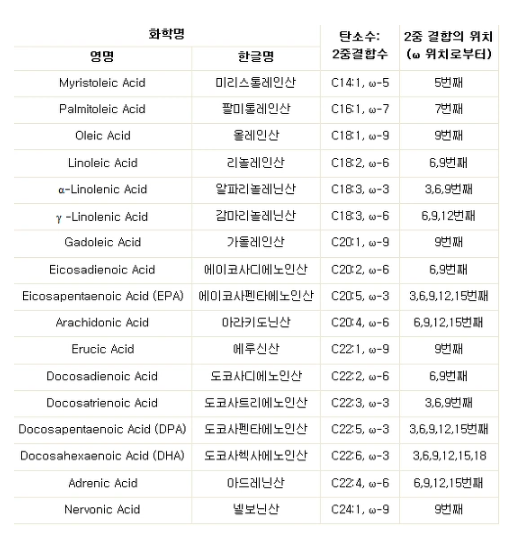 화학명 탄소수: 2중 결합의 위치
영명 한글명 2중결합수 (ω 위치로부터)
Myristoleic Acid 미리스톨레인산 C14:1, ω-5 5번째
Palmitoleic Acid 팔미톨레인산 C16:1, ω-7 7번째
Oleic Acid 올레인산 C18:1, ω-9 9번째
Linoleic Acid 리놀레인산 C18:2, ω-6 6,9번째
α-Linolenic Acid 알파리놀레닌산 C18:3, ω-3 3,6,9번째
γ-Linolenic Acid 감마리놀레닌산 C18:3, ω-6 6,9,12번째
Gadoleic Acid 가돌레인산 C20:1, ω-9 9번째
Eicosadienoic Acid 에이코사디에노인산 C20:2, ω-6 6,9번째
Eicosapentaenoic Acid (EPA) 에이코사펜타에노인산 C20:5, ω-3 3,6,9,12,15번째
Arachidonic Acid 아라키도닌산 C20:4, ω-6 6,9,12,15번째
Erucic Acid 에루신산 C22:1, ω-9 9번째
Docosadienoic Acid 도코사디에노인산 C22:2, ω-6 6,9번째
Docosatrienoic Acid 도코사트리에노인산 C22:3, ω-3 3,6,9번째
Docosapentaenoic Acid (DPA) 도코사펜타에노인산 C22:5, ω-3 3,6,9,12,15번째
Docosahexaenoic Acid (DHA) 도코사헥사에노인산 C22:6, ω-3 3,6,9,12,15,18
Adrenic Acid 아드레닌산 C22:4, ω-6 6,9,12,15번째
Nervonic Acid 넬보닌산 C24:1, ω-9 9번째